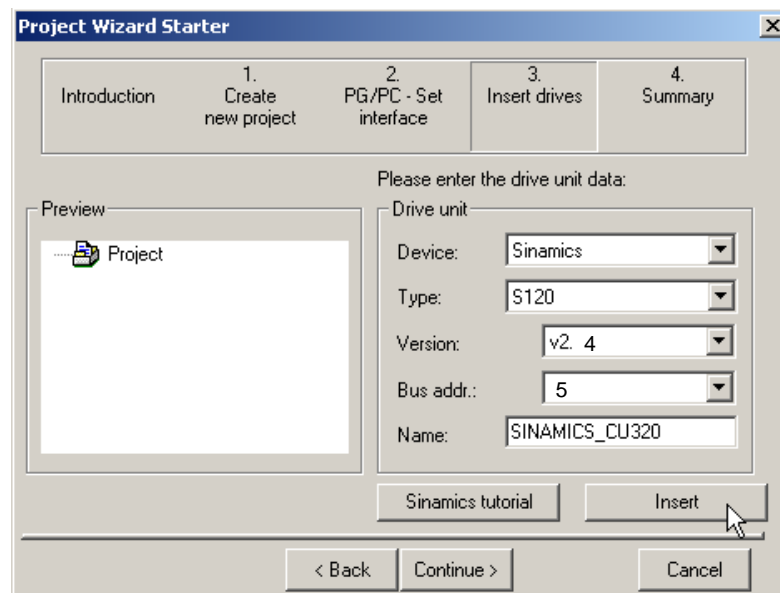 Project Wizard Starter
Introduction
1.
Create
new project
2.
PG/PC - Set
interface
3.
Insert drives
4.
Summary
Please enter the drive unit data:
Preview
Project
Drive unit
Device: Sinamics
Type: S120
Version: v2. 4
Bus addr.: 5
Name: SINAMICS_CU320
Sinamics tutorial Insert
< Back Continue > Cancel